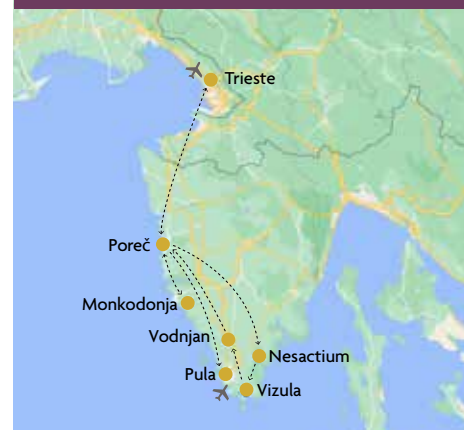 Trieste
Poreč
Monkodonja
Vodnjan
Nesactium
Pula
Vizula